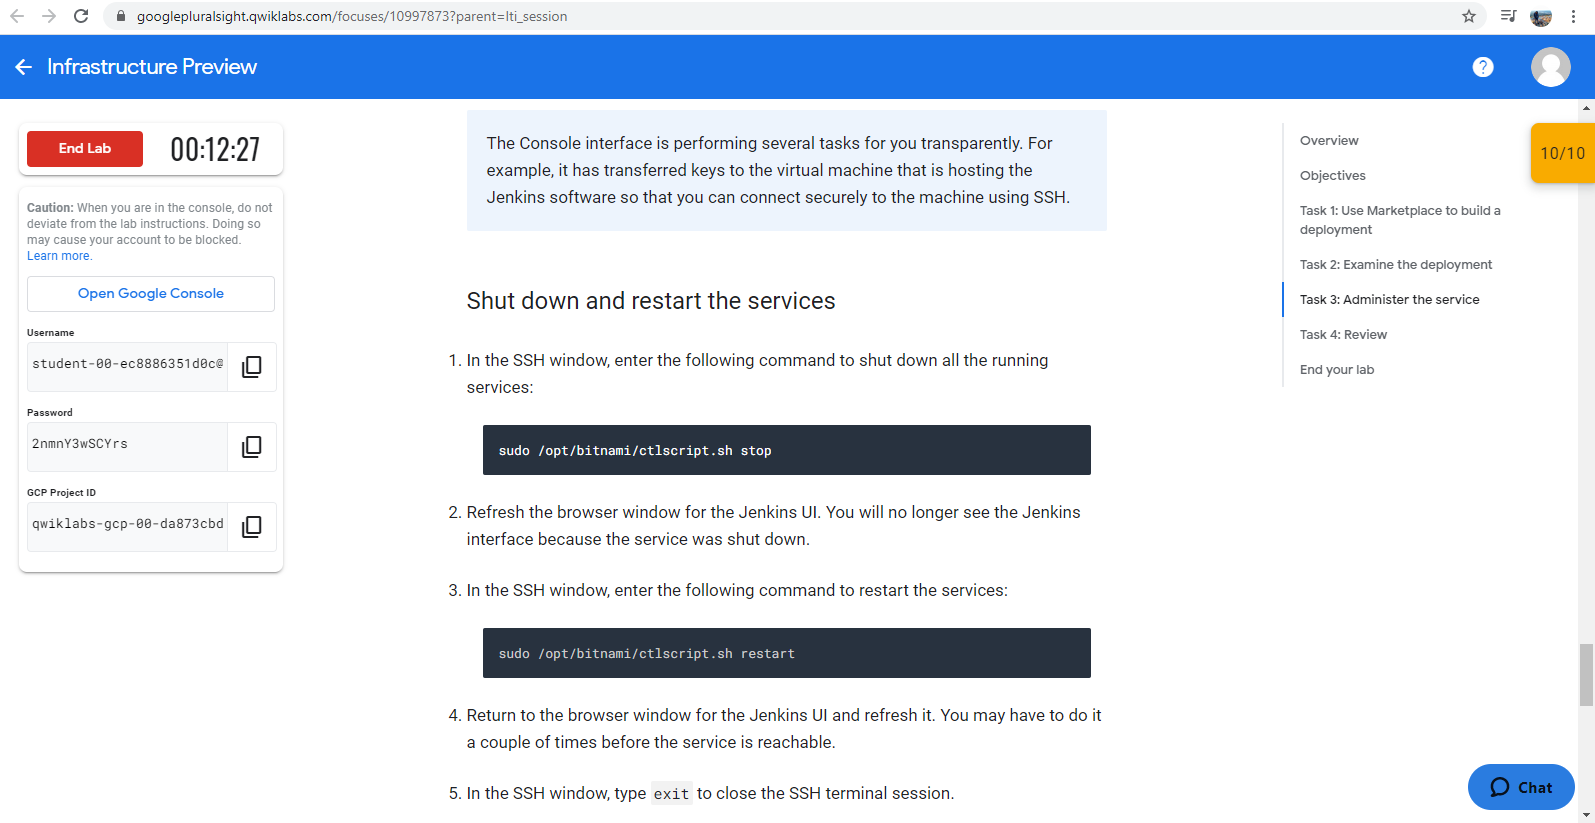 googlepluralsight.qwiklabs.com/focuses/10997873?parent=lti_session
Infrastructure Preview
?
End Lab
00:12:27
Caution: When you are in the console, do not
deviate from the lab instructions. Doing so
may cause your account to be blocked.
Learn more.
Open Google Console
Username
student-00-ec8886351d0c@
Password
2nmnY3wSCYrs
GCP Project ID
qwiklabs-gcp-00-da873cbd
The Console interface is performing several tasks for you transparently. For
example, it has transferred keys to the virtual machine that is hosting the
Jenkins software so that you can connect securely to the machine using SSH.
Shut down and restart the services
1. In the SSH window, enter the following command to shut down all the running
services:
sudo /opt/bitnami/ctlscript.sh stop
2. Refresh the browser window for the Jenkins UI. You will no longer see the Jenkins
interface because the service was shut down.
3. In the SSH window, enter the following command to restart the services:
sudo /opt/bitnami/ctlscript.sh restart
4. Return to the browser window for the Jenkins UI and refresh it. You may have to do it
a couple of times before the service is reachable.
5. In the SSH window, type exit to close the SSH terminal session.
Overview
Objectives
Task 1: Use Marketplace to build a
deployment
Task 2: Examine the deployment
Task 3: Administer the service
Task 4: Review
End your lab
10/10
Chat